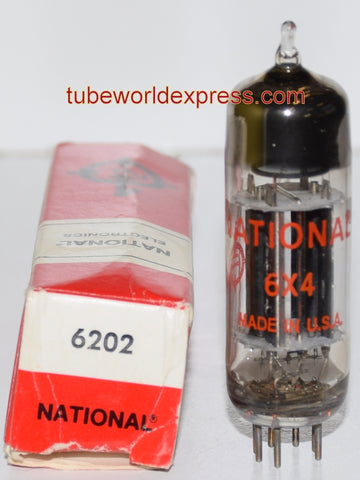 tubeworldexpress.com
NATIONAL
ELECTRONICS
6202
NATIONAL®
NATIONAL
6X4
MADE IN U.S.A.